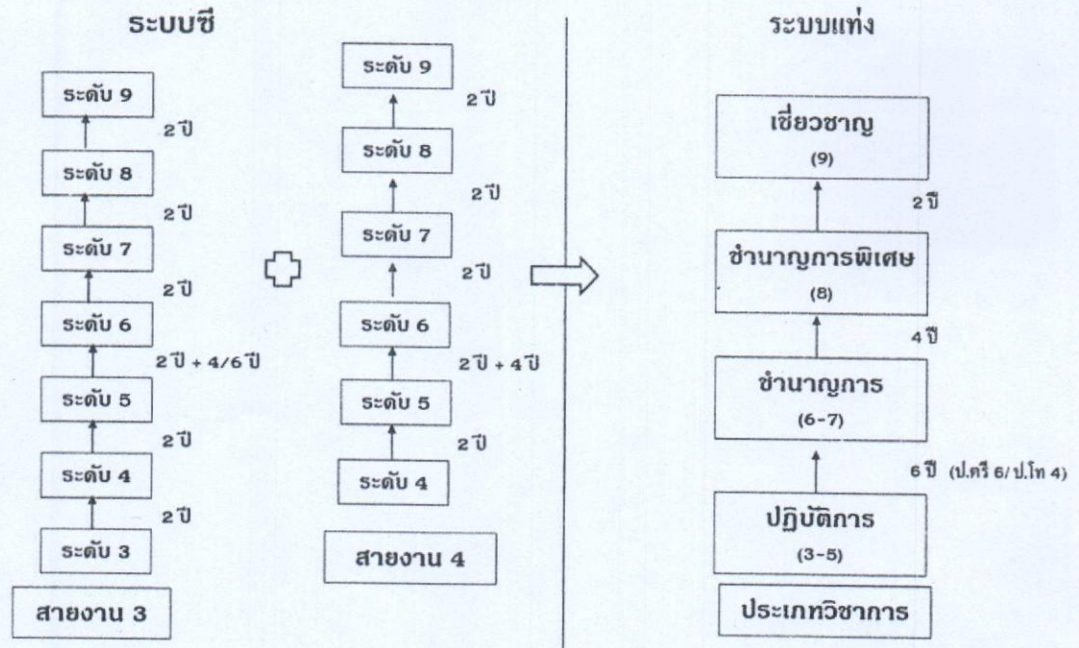 ระบบซี
ระดับ 9
2 ปี
ระดับ 8
2 ปี
ระดับ 7
2 ปี
ระดับ 6
2 ปี + 4/6 ปี
ระดับ 5
2 ปี
ระดับ 4
2 ปี
ระดับ 3
สายงาน 3
ระดับ 9
2 ปี
ระดับ 8
2 ปี
ระดับ 7
2 ปี
ระดับ 6
2 ปี + 4 ปี
ระดับ 5
2 ปี
ระดับ 4
สายงาน 4
ระบบแท่ง
เชี่ยวชาญ
(9)
2 ปี
ชำนาญการพิเศษ
(8)
4 ปี
ชำนาญการ
(6-7)
6 ปี (ป.ตรี 6/ ป.โท 4)
ปฏิบัติการ
(3-5)
ประเภทวิชาการ